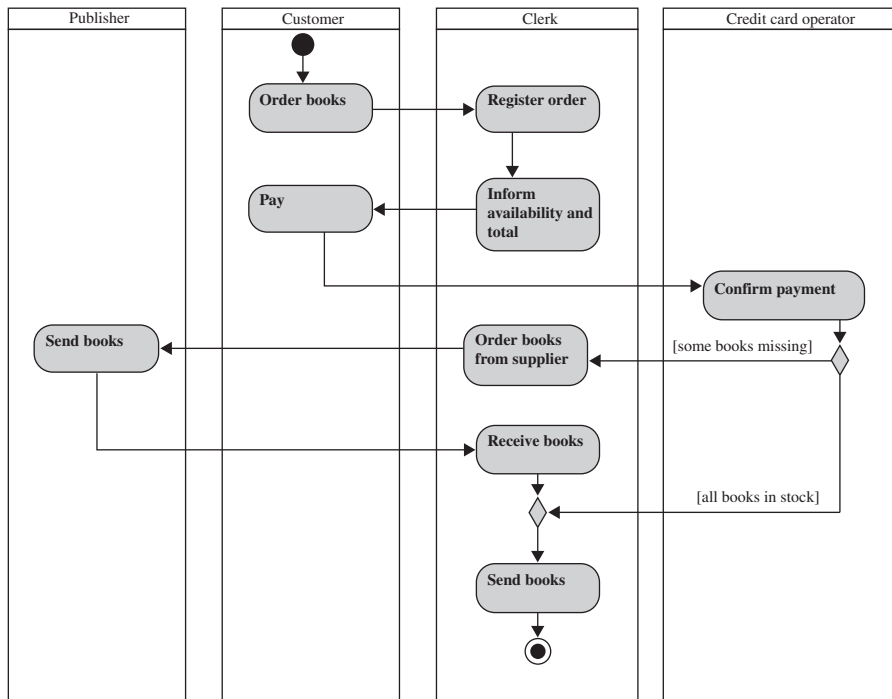 Publisher
Customer
Clerk
Credit card operator
Order books
Register order
Pay
Inform
availability and
total
Confirm payment
Send books
Order books
from supplier
[some books missing]
Receive books
[all books in stock]
Send books